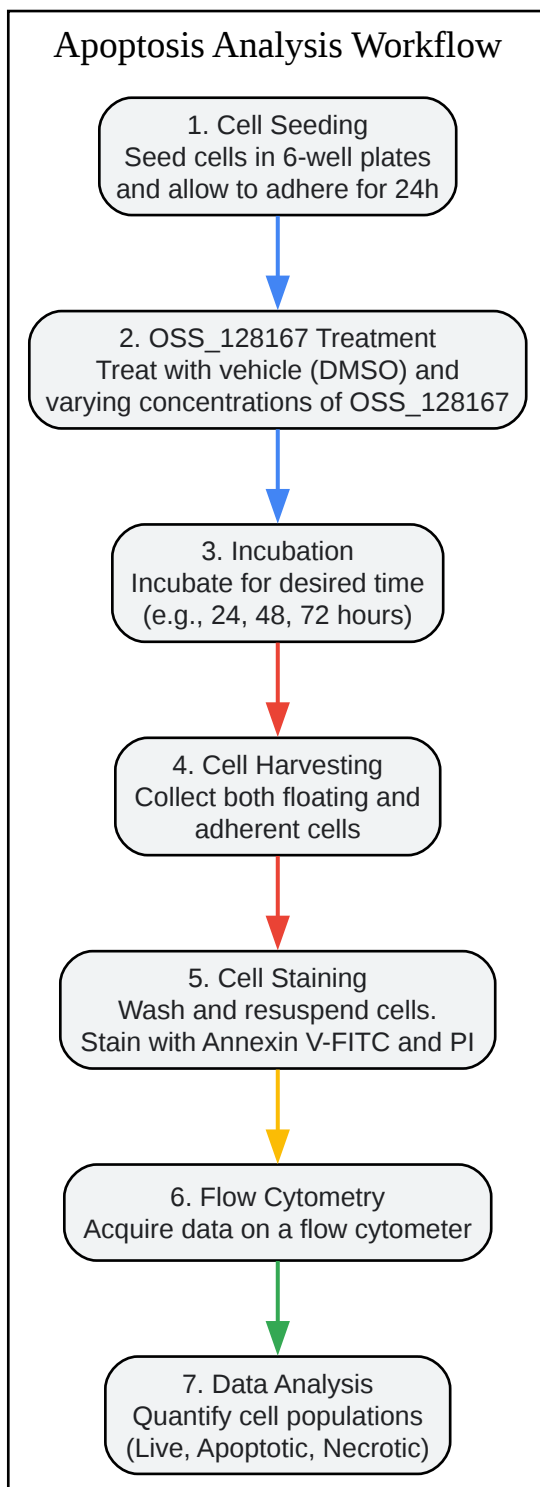 Apoptosis Analysis Workflow
1. Cell Seeding
Seed cells in 6-well plates
and allow to adhere for 24h
2. OSS_128167 Treatment
Treat with vehicle (DMSO) and
varying concentrations of OSS_128167
3. Incubation
Incubate for desired time
(e.g., 24, 48, 72 hours)
4. Cell Harvesting
Collect both floating and
adherent cells
5. Cell Staining
Wash and resuspend cells.
Stain with Annexin V-FITC and PI
6. Flow Cytometry
Acquire data on a flow cytometer
7. Data Analysis
Quantify cell populations
(Live, Apoptotic, Necrotic)